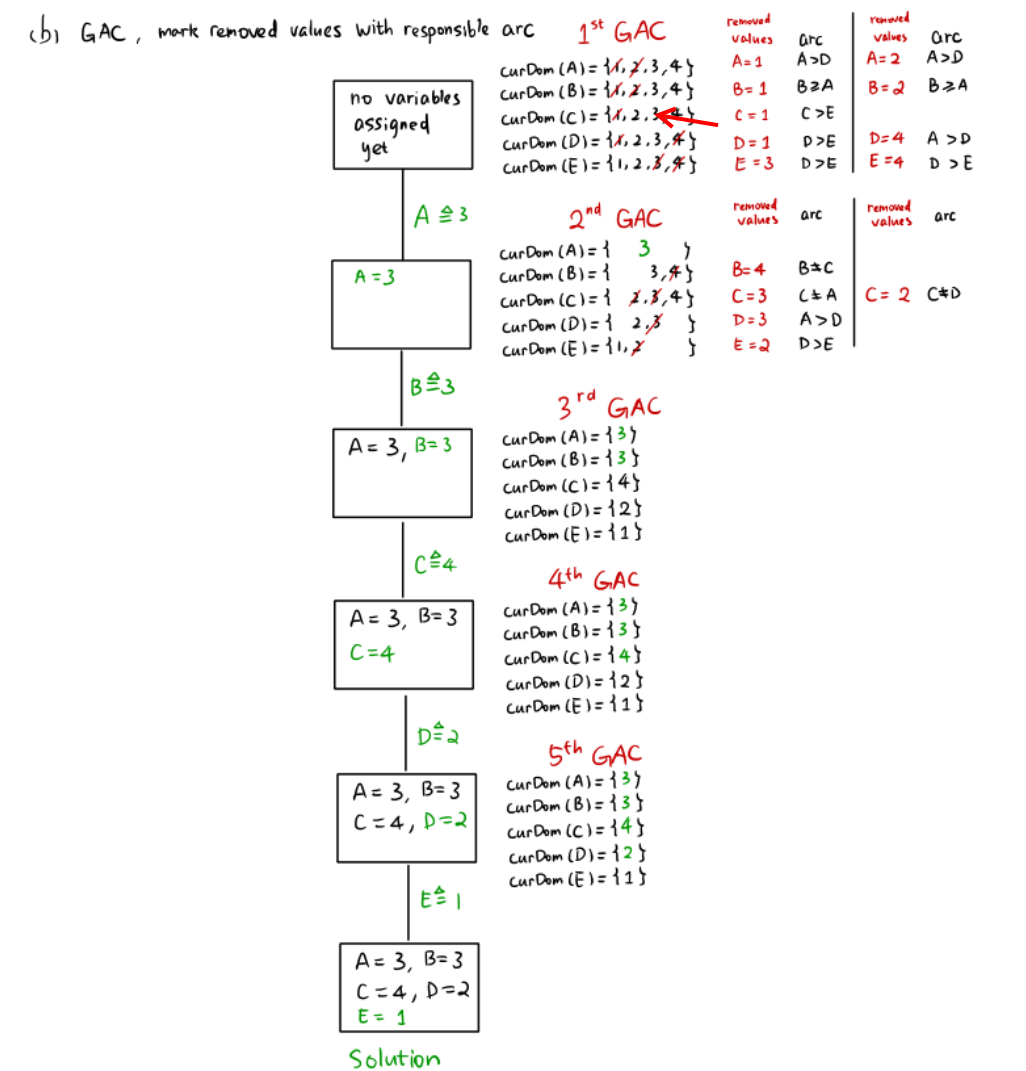 (b) GAC, mark removed values with responsible arc
1st GAC
removed values arc removed values arc
no variables assigned yet
curDom(A)={1,2,3,4} A=1 A>D A=2 A>D
curDom(B)={1,2,3,4} B=1 B≥A B=2 B≥A
curDom(C)={1,2,3,4} C=1 C>E
curDom(D)={1,2,3,4} D=1 D>E D=4 A>D
curDom(E)={1,2,3,4} E=3 D>E E=4 D>E
A≙3
2nd GAC
removed values arc removed values arc
A=3
curDom(A)={ 3 }
curDom(B)={ 3,4} B=4 B≠C
curDom(C)={ 2,3,4} C=3 C≠A C=2 C≠D
curDom(D)={ 2,3 } D=3 A>D
curDom(E)={1,2 } E=2 D>E
B≙3
3rd GAC
A=3, B=3
curDom(A)={3}
curDom(B)={3}
curDom(C)={4}
curDom(D)={2}
curDom(E)={1}
C≙4
4th GAC
A=3, B=3
C=4
curDom(A)={3}
curDom(B)={3}
curDom(C)={4}
curDom(D)={2}
curDom(E)={1}
D≙2
5th GAC
A=3, B=3
C=4, D=2
curDom(A)={3}
curDom(B)={3}
curDom(C)={4}
curDom(D)={2}
curDom(E)={1}
E≙1
A=3, B=3
C=4, D=2
E=1
Solution